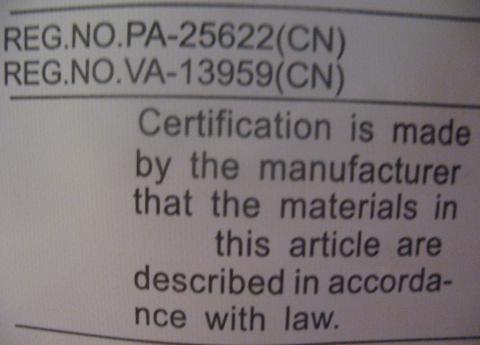 REG.NO.PA-25622(CN)
REG.NO.VA-13959(CN)
Certification is made
by the manufacturer
that the materials in
this article are
described in accorda-
nce with law.